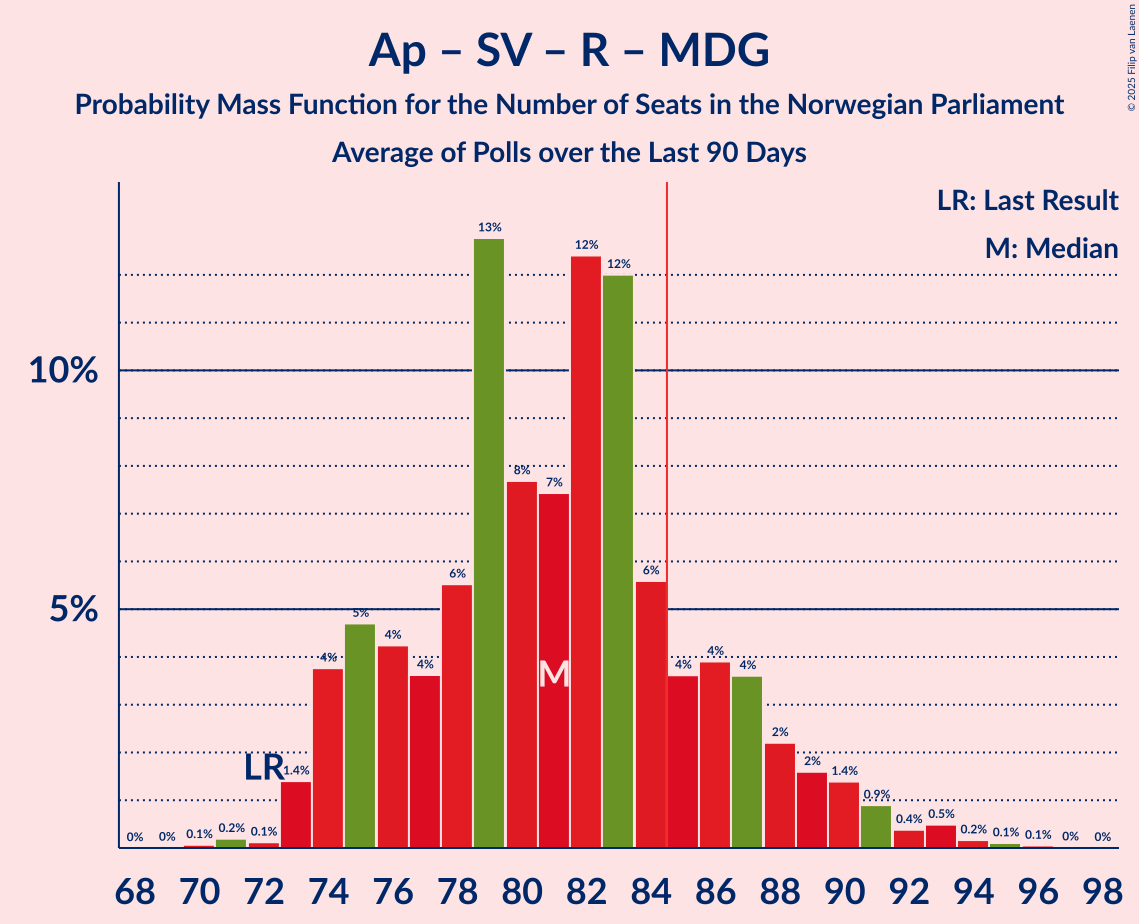 Ap – SV – R – MDG
Probability Mass Function for the Number of Seats in the Norwegian Parliament
Average of Polls over the Last 90 Days
© 2025 Filip van Laenen
LR: Last Result
M: Median
10%
5%
0% 0% 0.1% 0.2% 0.1% 1.4% 4% 5% 4% 4% 6% 13% 8% 7% 12% 12% 6% 4% 4% 4% 2% 2% 1.4% 0.9% 0.4% 0.5% 0.2% 0.1% 0.1% 0% 0%
LR
M
68 70 72 74 76 78 80 82 84 86 88 90 92 94 96 98